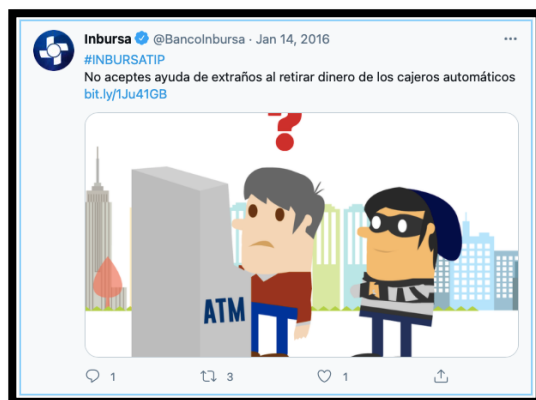 Inbursa @BancoInbursa · Jan 14, 2016
#INBURSATIP
No aceptes ayuda de extraños al retirar dinero de los cajeros automáticos
bit.ly/1Ju41GB
?
ATM
1 3 1